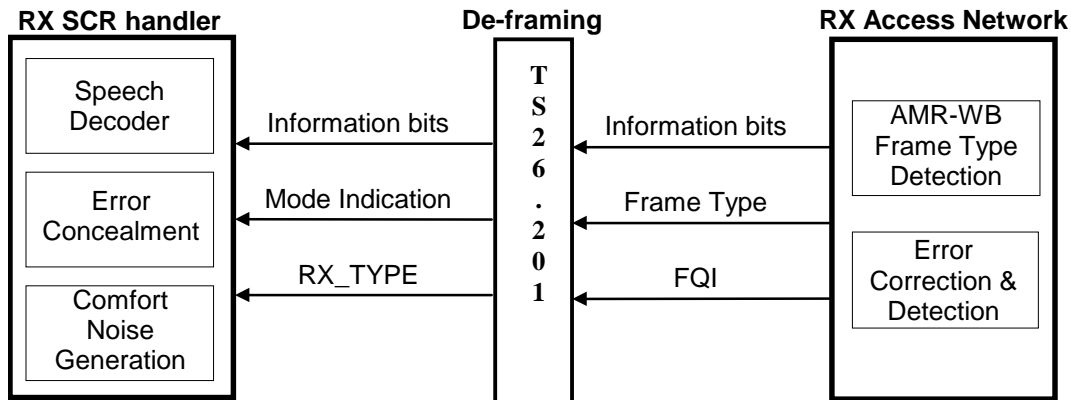 RX SCR handler
De-framing
RX Access Network
Speech
Decoder
Error
Concealment
Comfort
Noise
Generation
Information bits
Mode Indication
RX_TYPE
T
S
2
6
.
2
0
1
Information bits
Frame Type
FQI
AMR-WB
Frame Type
Detection
Error
Correction &
Detection